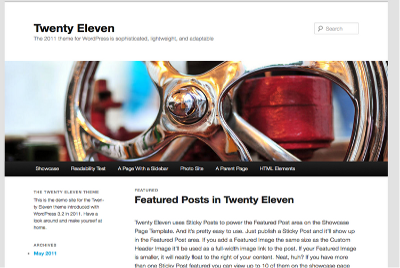 Twenty Eleven
The 2011 theme for WordPress is sophisticated, lightweight, and adaptable
Search
Showcase Readability Test A Page With a Sidebar Photo Site A Parent Page HTML Elements
THE TWENTY ELEVEN THEME
This is the demo site for the Twen-
ty Eleven theme introduced with
WordPress 3.2 in 2011. Have a
look around and make yourself at
home.
ARCHIVES
May 2011
FEATURED
Featured Posts in Twenty Eleven
Twenty Eleven uses Sticky Posts to power the Featured Post area on the Showcase
Page Template. And it's pretty easy to use. Just publish a Sticky Post and it'll show up
in the Featured Post area. If you add a Featured Image the same size as the Custom
Header Image it'll be used as a full-width image link to the post. If your Featured Image
is smaller, it will neatly float to the right of your content. Neat, huh? If you have more
than one Sticky Post featured you can view up to 10 of them on the showcase page